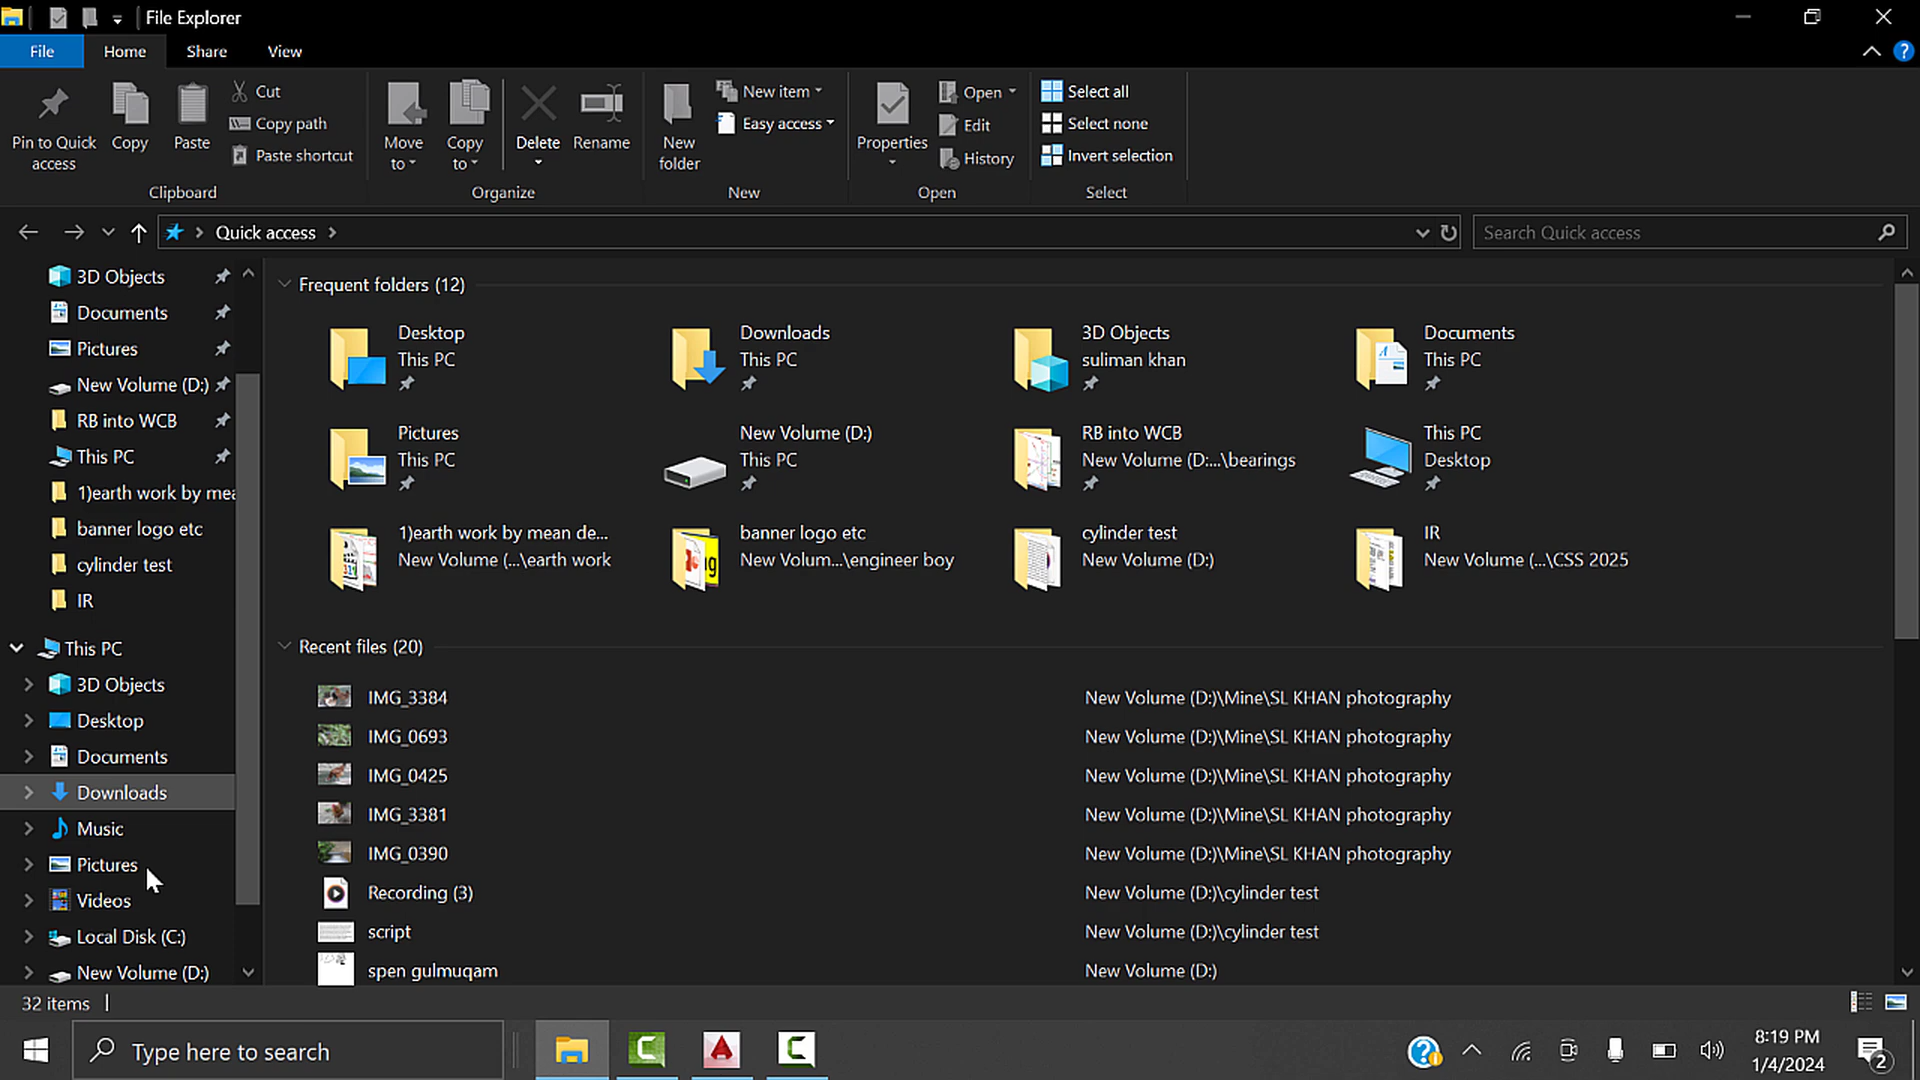 File Explorer
File Home Share View
Pin to Quick access
Copy
Paste
Cut
Copy path
Paste shortcut
Clipboard
Move to
Copy to
Delete
Rename
Organize
New folder
New item
Easy access
New
Properties
Open
Edit
History
Open
Select all
Select none
Invert selection
Select
Quick access
Search Quick access
3D Objects
Documents
Pictures
New Volume (D:)
RB into WCB
This PC
1)earth work by mea
banner logo etc
cylinder test
IR
This PC
3D Objects
Desktop
Documents
Downloads
Music
Pictures
Videos
Local Disk (C:)
New Volume (D:)
Frequent folders (12)
Desktop
This PC
Downloads
This PC
3D Objects
suliman khan
Documents
This PC
Pictures
This PC
New Volume (D:)
This PC
RB into WCB
New Volume (D:...\bearings
This PC
Desktop
1)earth work by mean de...
New Volume (...\earth work
banner logo etc
New Volum...\engineer boy
cylinder test
New Volume (D:)
IR
New Volume (...\CSS 2025
Recent files (20)
IMG_3384 New Volume (D:)\Mine\SL KHAN photography
IMG_0693 New Volume (D:)\Mine\SL KHAN photography
IMG_0425 New Volume (D:)\Mine\SL KHAN photography
IMG_3381 New Volume (D:)\Mine\SL KHAN photography
IMG_0390 New Volume (D:)\Mine\SL KHAN photography
Recording (3) New Volume (D:)\cylinder test
script New Volume (D:)\cylinder test
spen gulmuqam New Volume (D:)
32 items
Type here to search
8:19 PM
1/4/2024
2